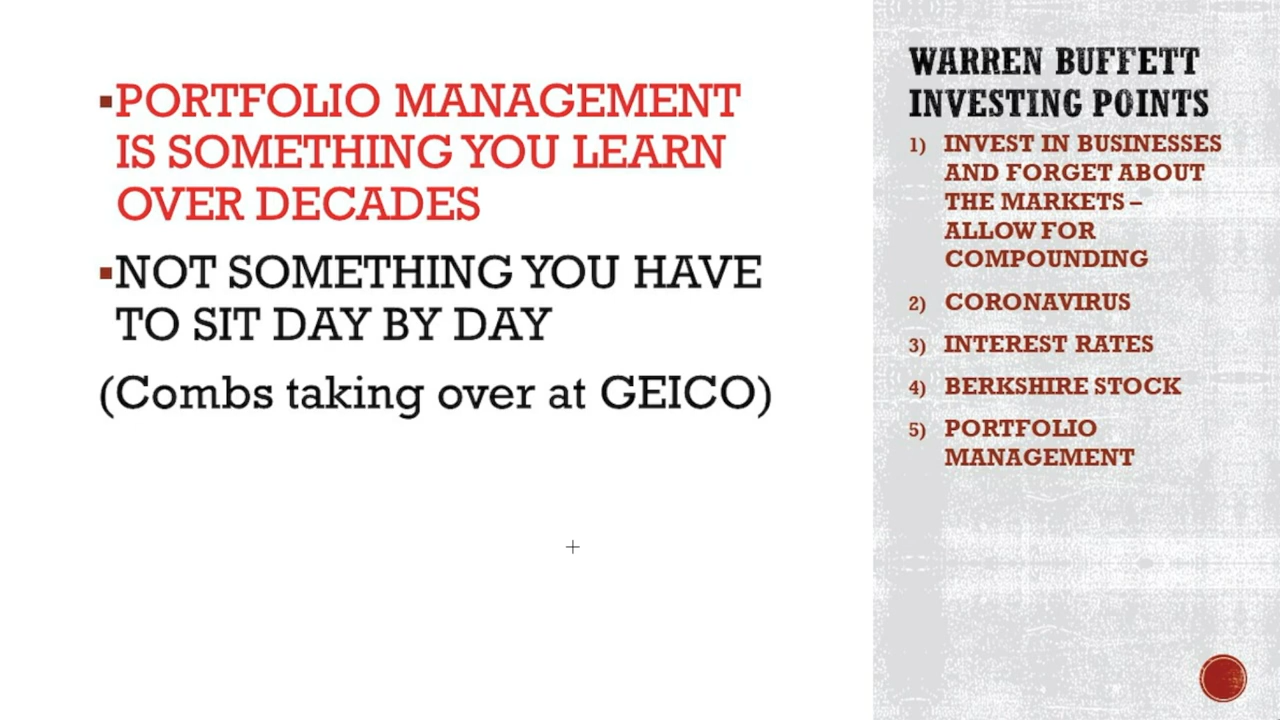 ▪PORTFOLIO MANAGEMENT
IS SOMETHING YOU LEARN
OVER DECADES
▪NOT SOMETHING YOU HAVE
TO SIT DAY BY DAY
(Combs taking over at GEICO)
WARREN BUFFETT
INVESTING POINTS
1) INVEST IN BUSINESSES
AND FORGET ABOUT
THE MARKETS –
ALLOW FOR
COMPOUNDING
2) CORONAVIRUS
3) INTEREST RATES
4) BERKSHIRE STOCK
5) PORTFOLIO
MANAGEMENT